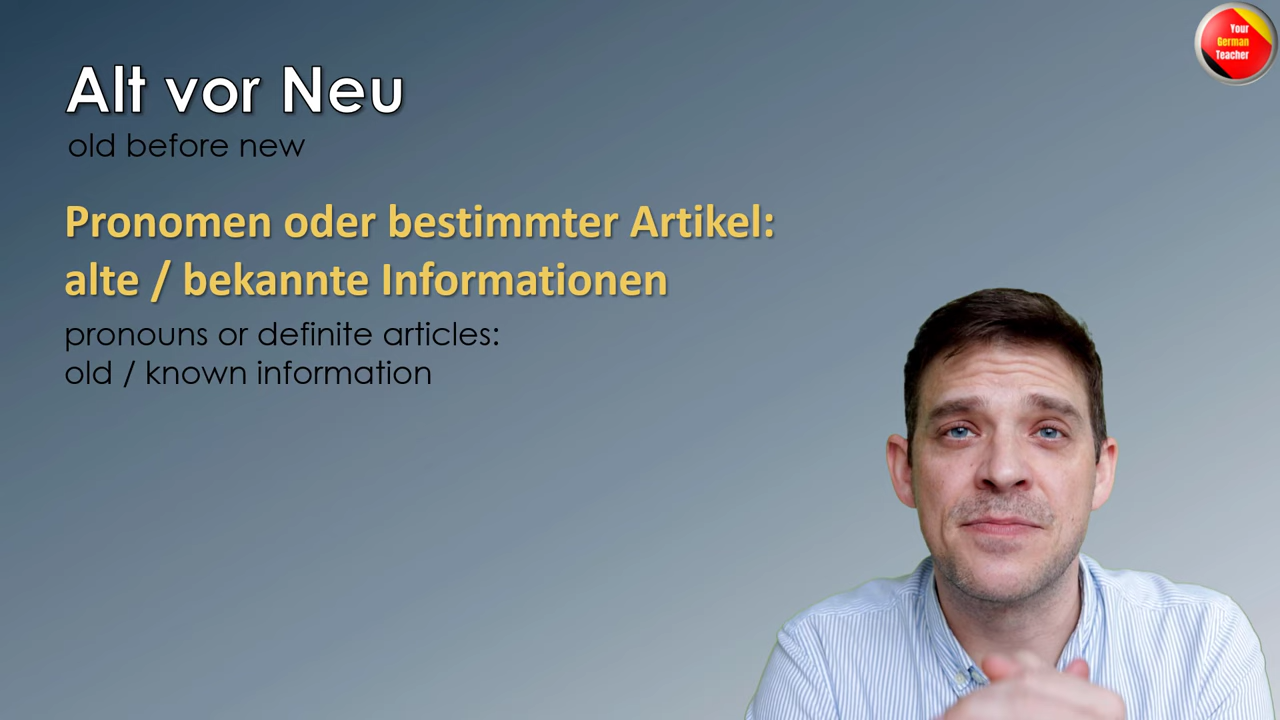 Alt vor Neu
old before new
Pronomen oder bestimmter Artikel:
alte / bekannte Informationen
pronouns or definite articles:
old / known information
Your
German
Teacher